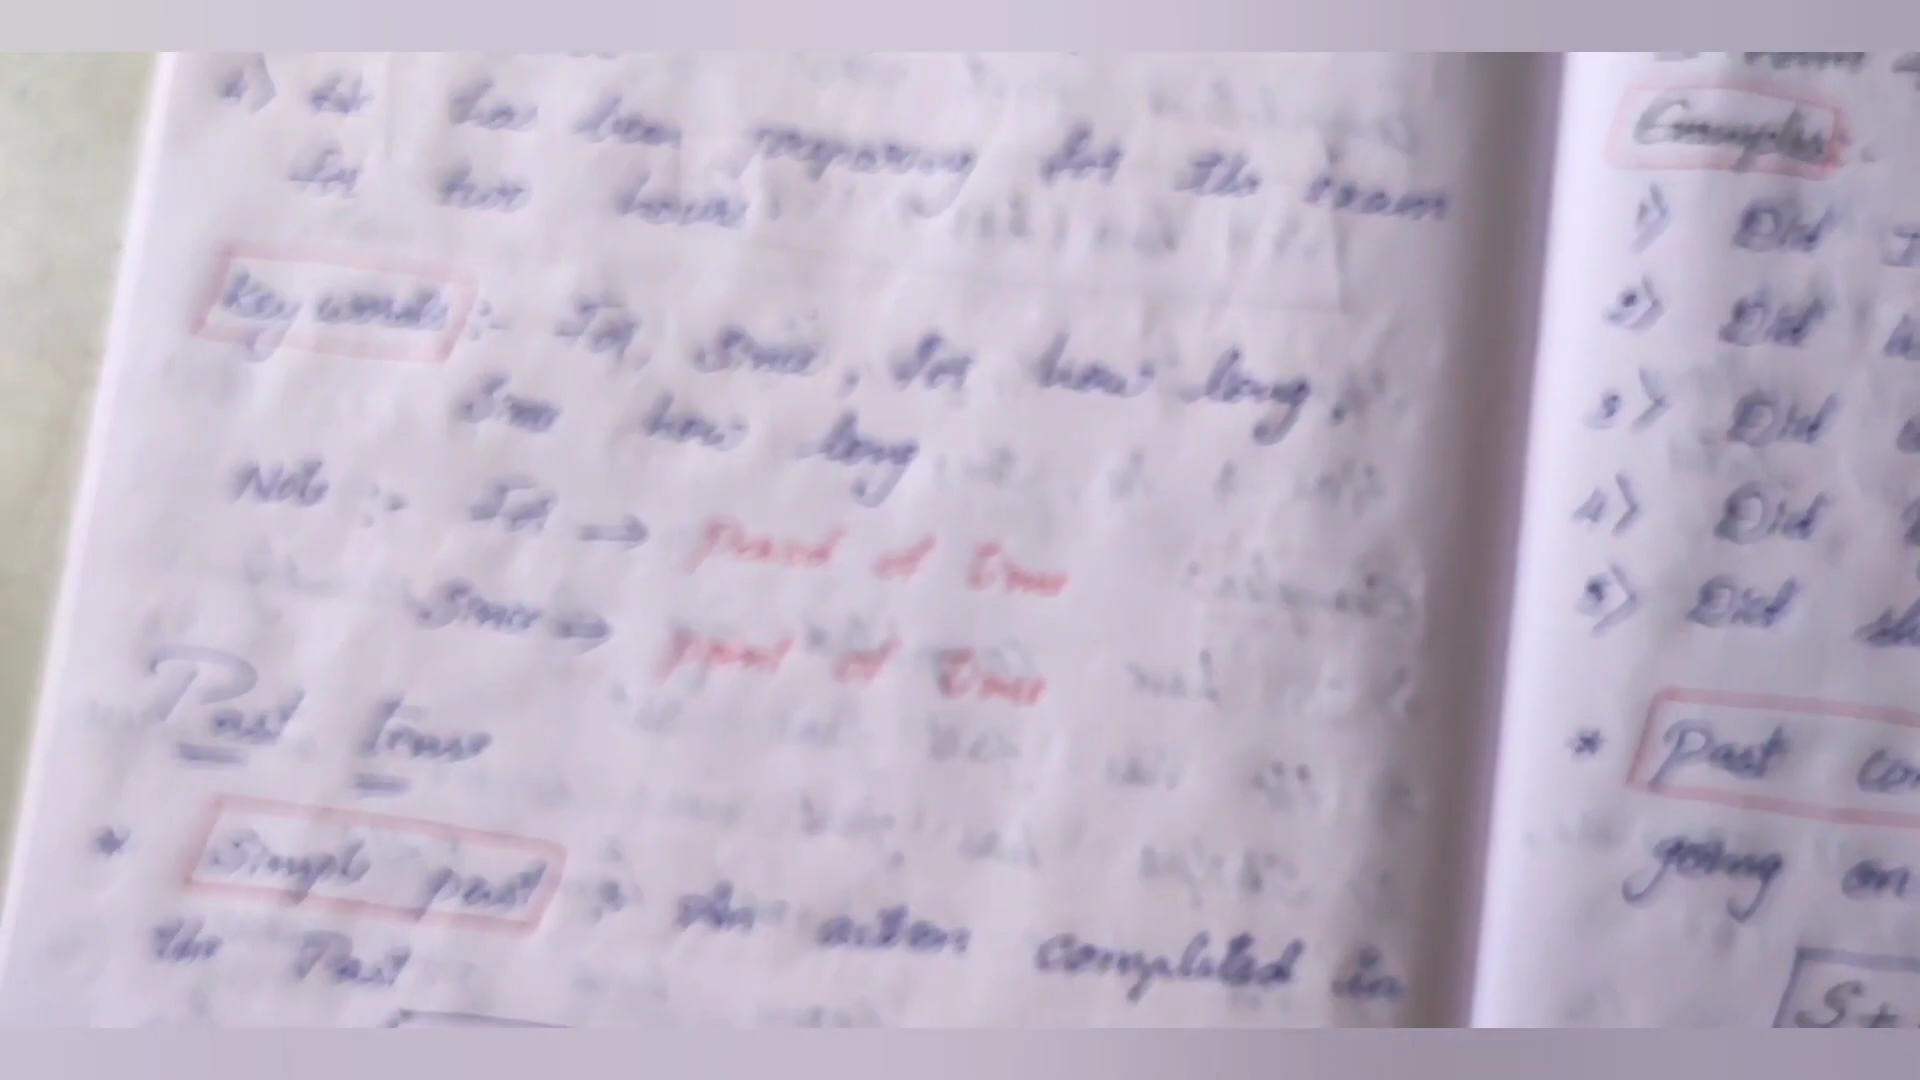 4) He has been preparing for the exam
for two hours.
Key words :- For, Since, for how long,
Since how long
Note :- For → Period of time
Since → point of time
Past tense
* Simple past : An action completed in
the Past
Examples :
1) Did I
2) Did
3) Did
4) Did
5) Did
* Past
going on
S +